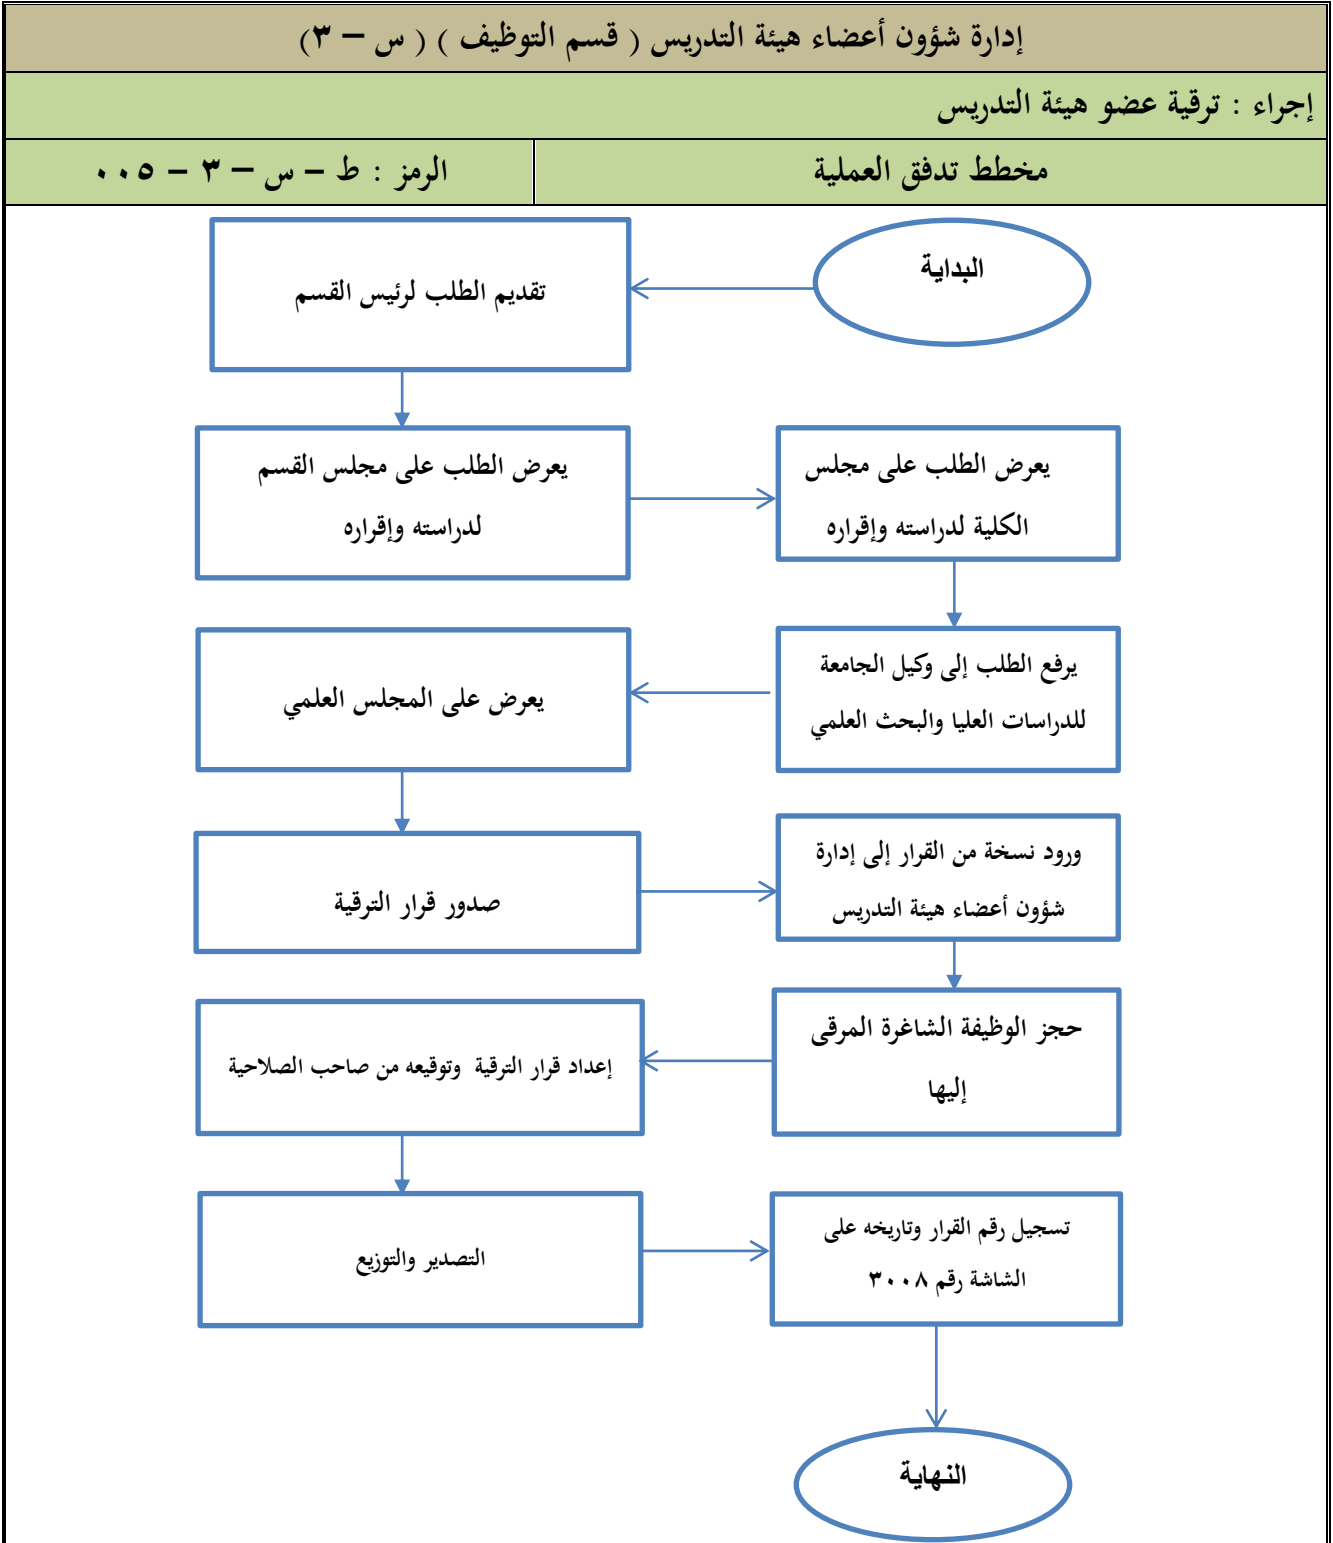 إدارة شؤون أعضاء هيئة التدريس ( قسم التوظيف ) ( س – ٣)
إجراء : ترقية عضو هيئة التدريس
مخطط تدفق العملية
الرمز : ط – س – ٣ – ٠٠٥
البداية
تقديم الطلب لرئيس القسم
يعرض الطلب على مجلس القسم
لدراسته وإقراره
يعرض الطلب على مجلس
الكلية لدراسته وإقراره
يرفع الطلب إلى وكيل الجامعة
للدراسات العليا والبحث العلمي
يعرض على المجلس العلمي
صدور قرار الترقية
ورود نسخة من القرار إلى إدارة
شؤون أعضاء هيئة التدريس
حجز الوظيفة الشاغرة المرقى
إليها
إعداد قرار الترقية وتوقيعه من صاحب الصلاحية
التصدير والتوزيع
تسجيل رقم القرار وتاريخه على
الشاشة رقم ٣٠٠٨
النهاية